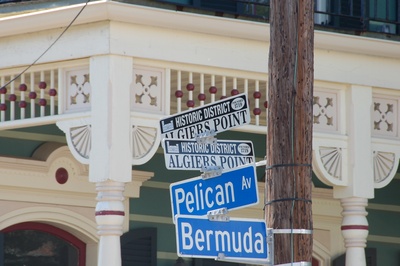 HISTORIC DISTRICT
ALGIERS POINT
HISTORIC DISTRICT
ALGIERS POINT
Pelican AV
Bermuda